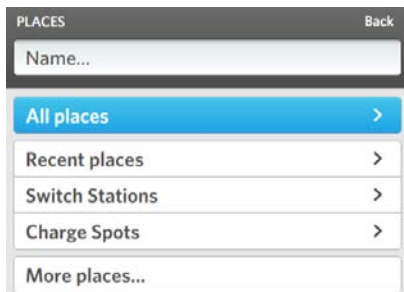 PLACES Back
Name...
All places
Recent places
Switch Stations
Charge Spots
More places...